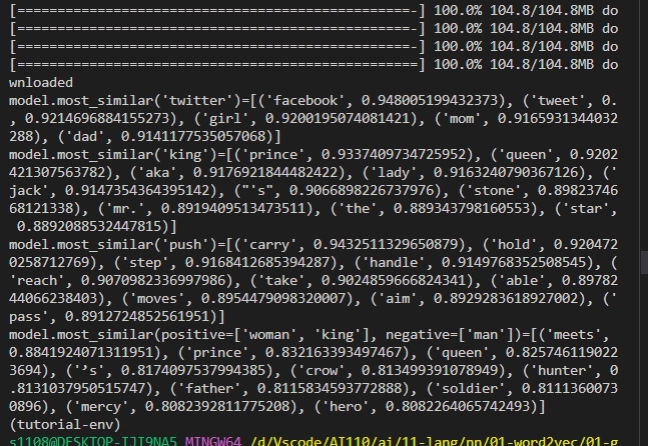 [================================================-] 100.0% 104.8/104.8MB do
[================================================-] 100.0% 104.8/104.8MB do
[================================================-] 100.0% 104.8/104.8MB do
[=================================================] 100.0% 104.8/104.8MB do
wnloaded
model.most_similar('twitter')=[('facebook', 0.948005199432373), ('tweet', 0.
, 0.9214696884155273), ('girl', 0.9200195074081421), ('mom', 0.9165931344032
288), ('dad', 0.9141177535057068)]
model.most_similar('king')=[('prince', 0.9337409734725952), ('queen', 0.9202
421307563782), ('aka', 0.9176921844482422), ('lady', 0.9163240790367126), ('
jack', 0.9147354364395142), ("'s", 0.9066898226737976), ('stone', 0.89823746
68121338), ('mr.', 0.8919409513473511), ('the', 0.889343798160553), ('star',
0.8892088532447815)]
model.most_similar('push')=[('carry', 0.9432511329650879), ('hold', 0.920472
0258712769), ('step', 0.9168412685394287), ('handle', 0.9149768352508545), (
'reach', 0.9070982336997986), ('take', 0.9024859666824341), ('able', 0.89782
44066238403), ('moves', 0.8954479098320007), ('aim', 0.8929283618927002), ('
pass', 0.8912724852561951)]
model.most_similar(positive=['woman', 'king'], negative=['man'])=[('meets',
0.8841924071311951), ('prince', 0.832163393497467), ('queen', 0.825746119022
3694), ('’s', 0.8174097537994385), ('crow', 0.813499391078949), ('hunter', 0
.8131037950515747), ('father', 0.8115834593772888), ('soldier', 0.8111360073
0896), ('mercy', 0.8082392811775208), ('hero', 0.8082264065742493)]
(tutorial-env)
s1108@DESKTOP-IJI9NA5 MINGW64 /d/Vscode/AI110/ai/11-lang/nn/01-word2vec/01-g